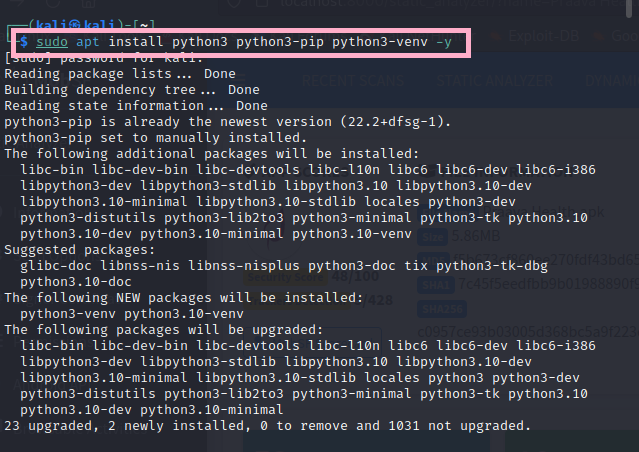 (kali㉿kali)-[~]
$ sudo apt install python3 python3-pip python3-venv -y
[sudo] password for kali:
Reading package lists... Done
Building dependency tree... Done
Reading state information... Done
python3-pip is already the newest version (22.2+dfsg-1).
python3-pip set to manually installed.
The following additional packages will be installed:
libc-bin libc-dev-bin libc-devtools libc-l10n libc6 libc6-dev libc6-i386
libpython3-dev libpython3-stdlib libpython3.10 libpython3.10-dev
libpython3.10-minimal libpython3.10-stdlib locales python3-dev
python3-distutils python3-lib2to3 python3-minimal python3-tk python3.10
python3.10-dev python3.10-minimal python3.10-venv
Suggested packages:
glibc-doc libnss-nis libnss-nisplus python3-doc tix python3-tk-dbg
python3.10-doc
The following NEW packages will be installed:
python3-venv python3.10-venv
The following packages will be upgraded:
libc-bin libc-dev-bin libc-devtools libc-l10n libc6 libc6-dev libc6-i386
libpython3-dev libpython3-stdlib libpython3.10 libpython3.10-dev
libpython3.10-minimal libpython3.10-stdlib locales python3 python3-dev
python3-distutils python3-lib2to3 python3-minimal python3-tk python3.10
python3.10-dev python3.10-minimal
23 upgraded, 2 newly installed, 0 to remove and 1031 not upgraded.
Exploit-DB
RECENT SCANS
STATIC ANALYZER
Size
5.86MB